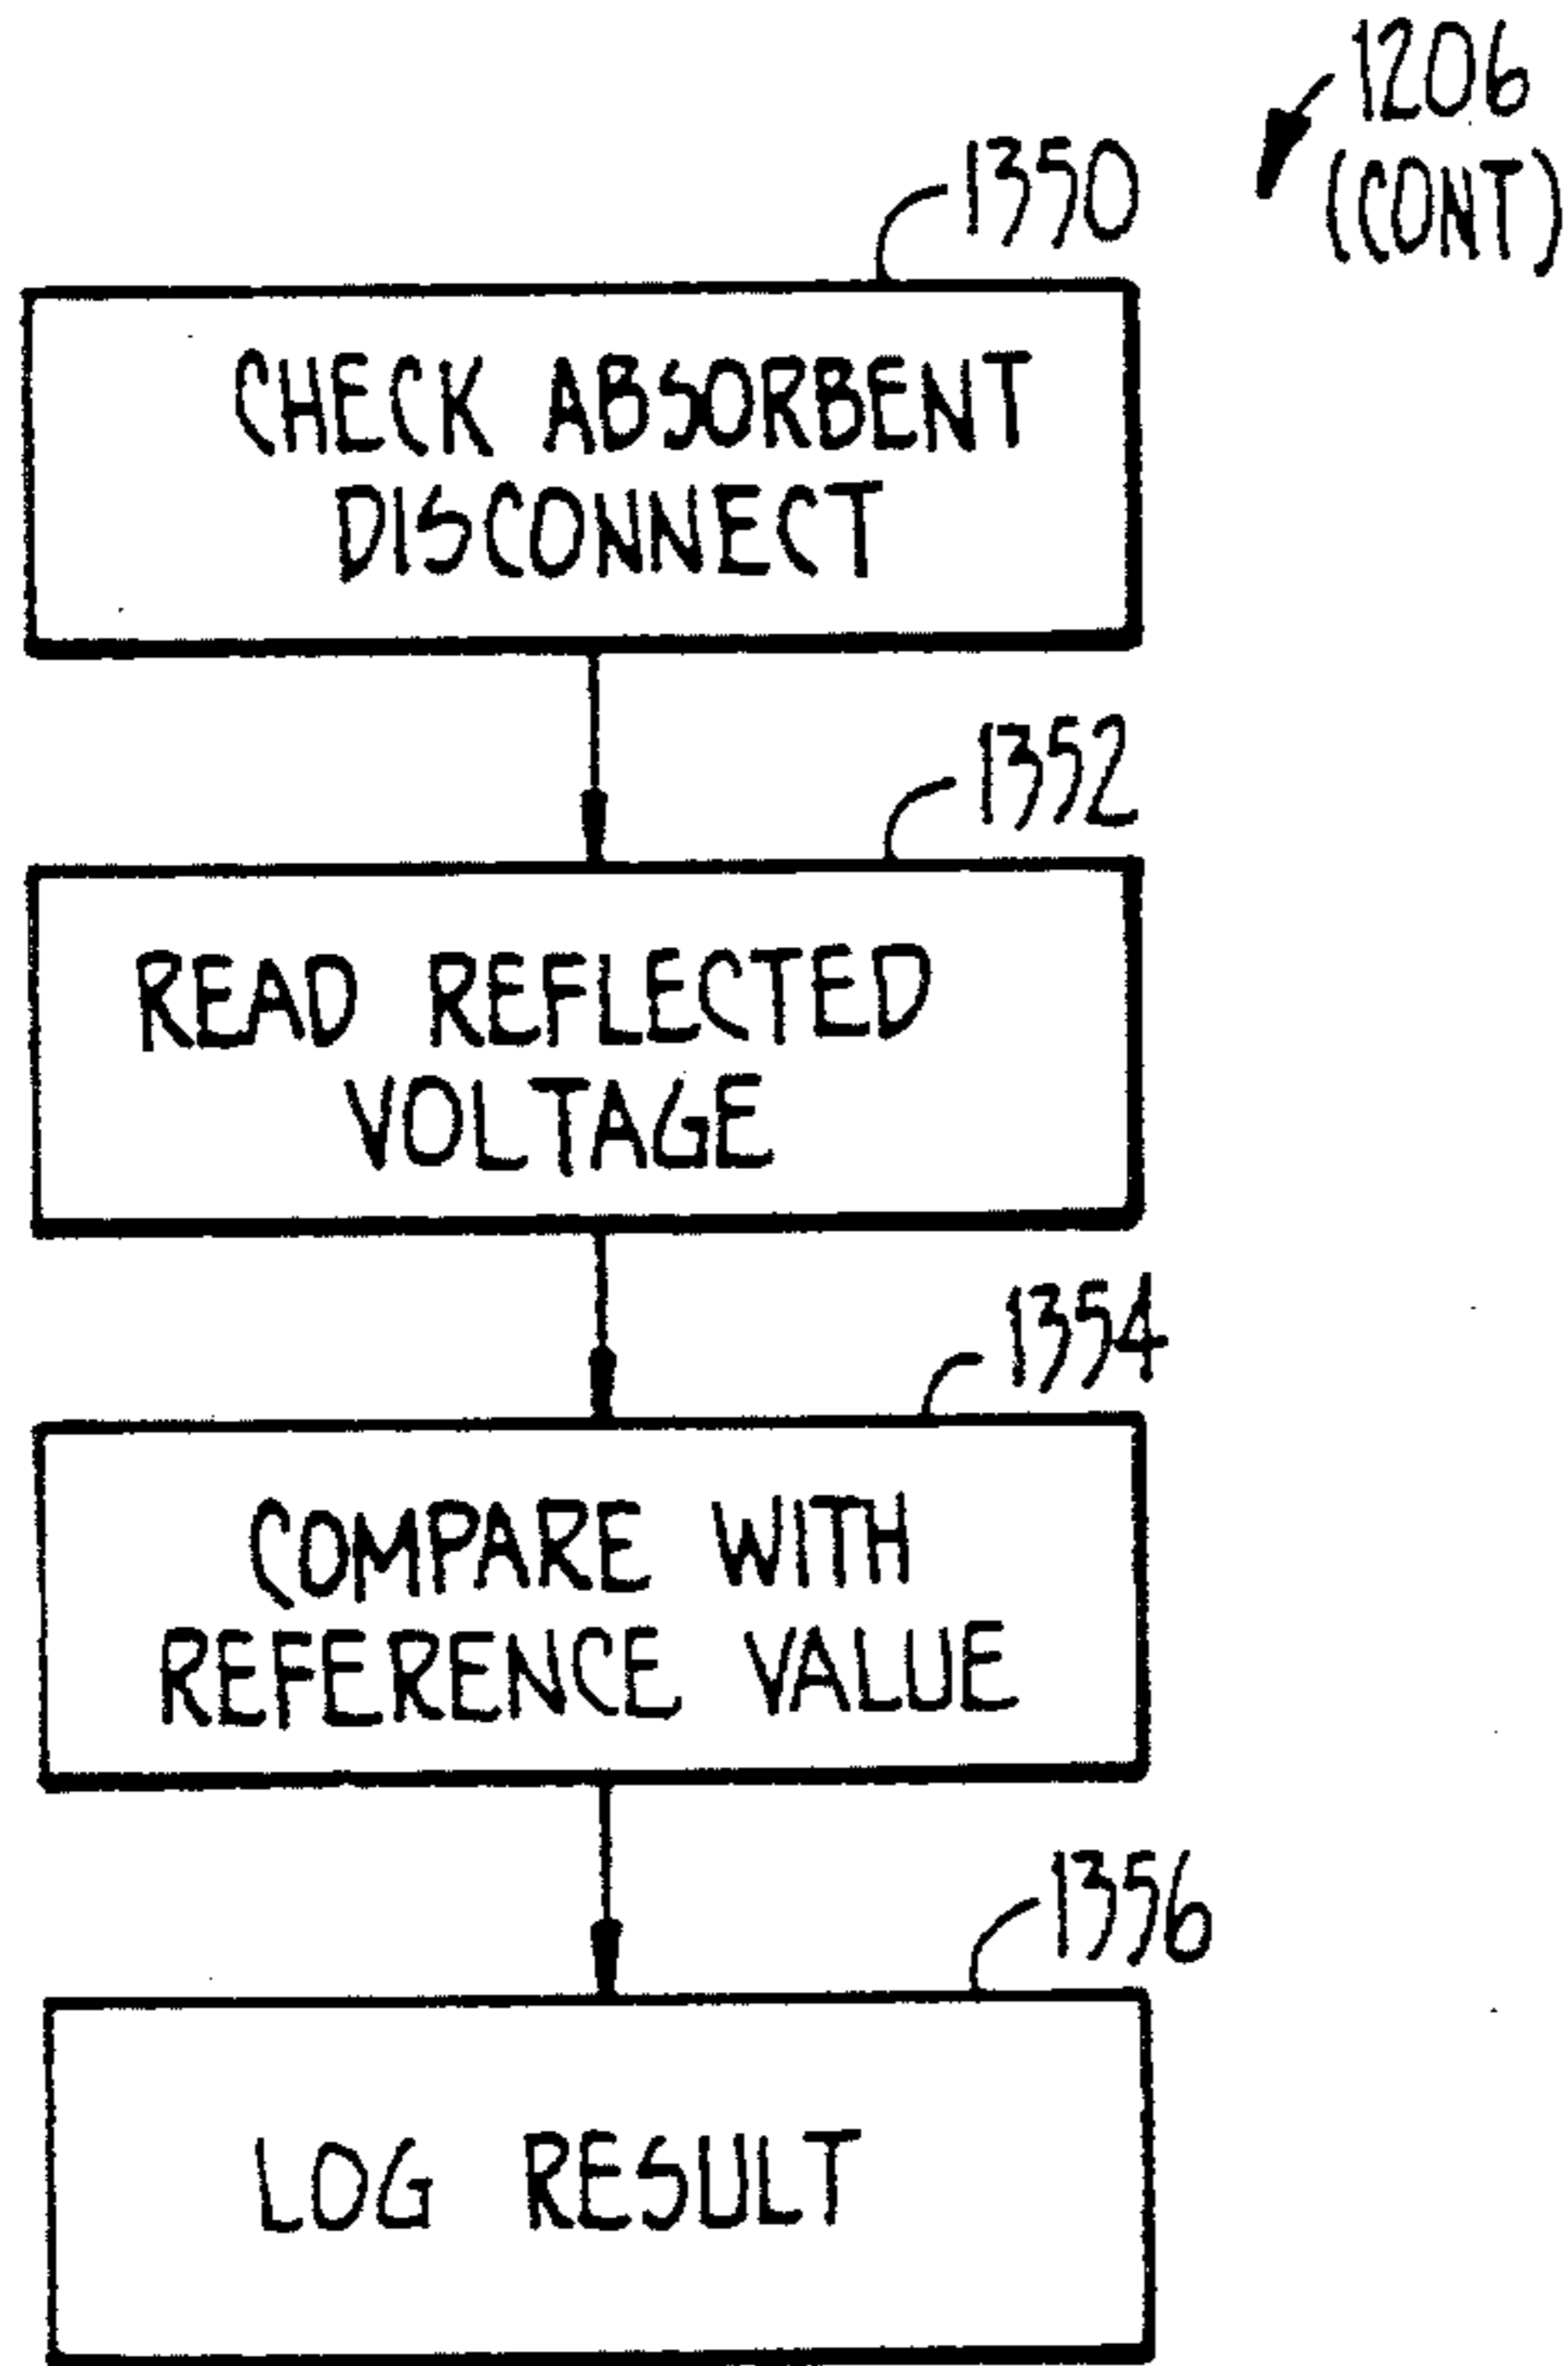 1206
(CONT)
1350
CHECK ABSORBENT
DISCONNECT
1352
READ REFLECTED
VOLTAGE
1354
COMPARE WITH
REFERENCE VALUE
1356
LOG RESULT